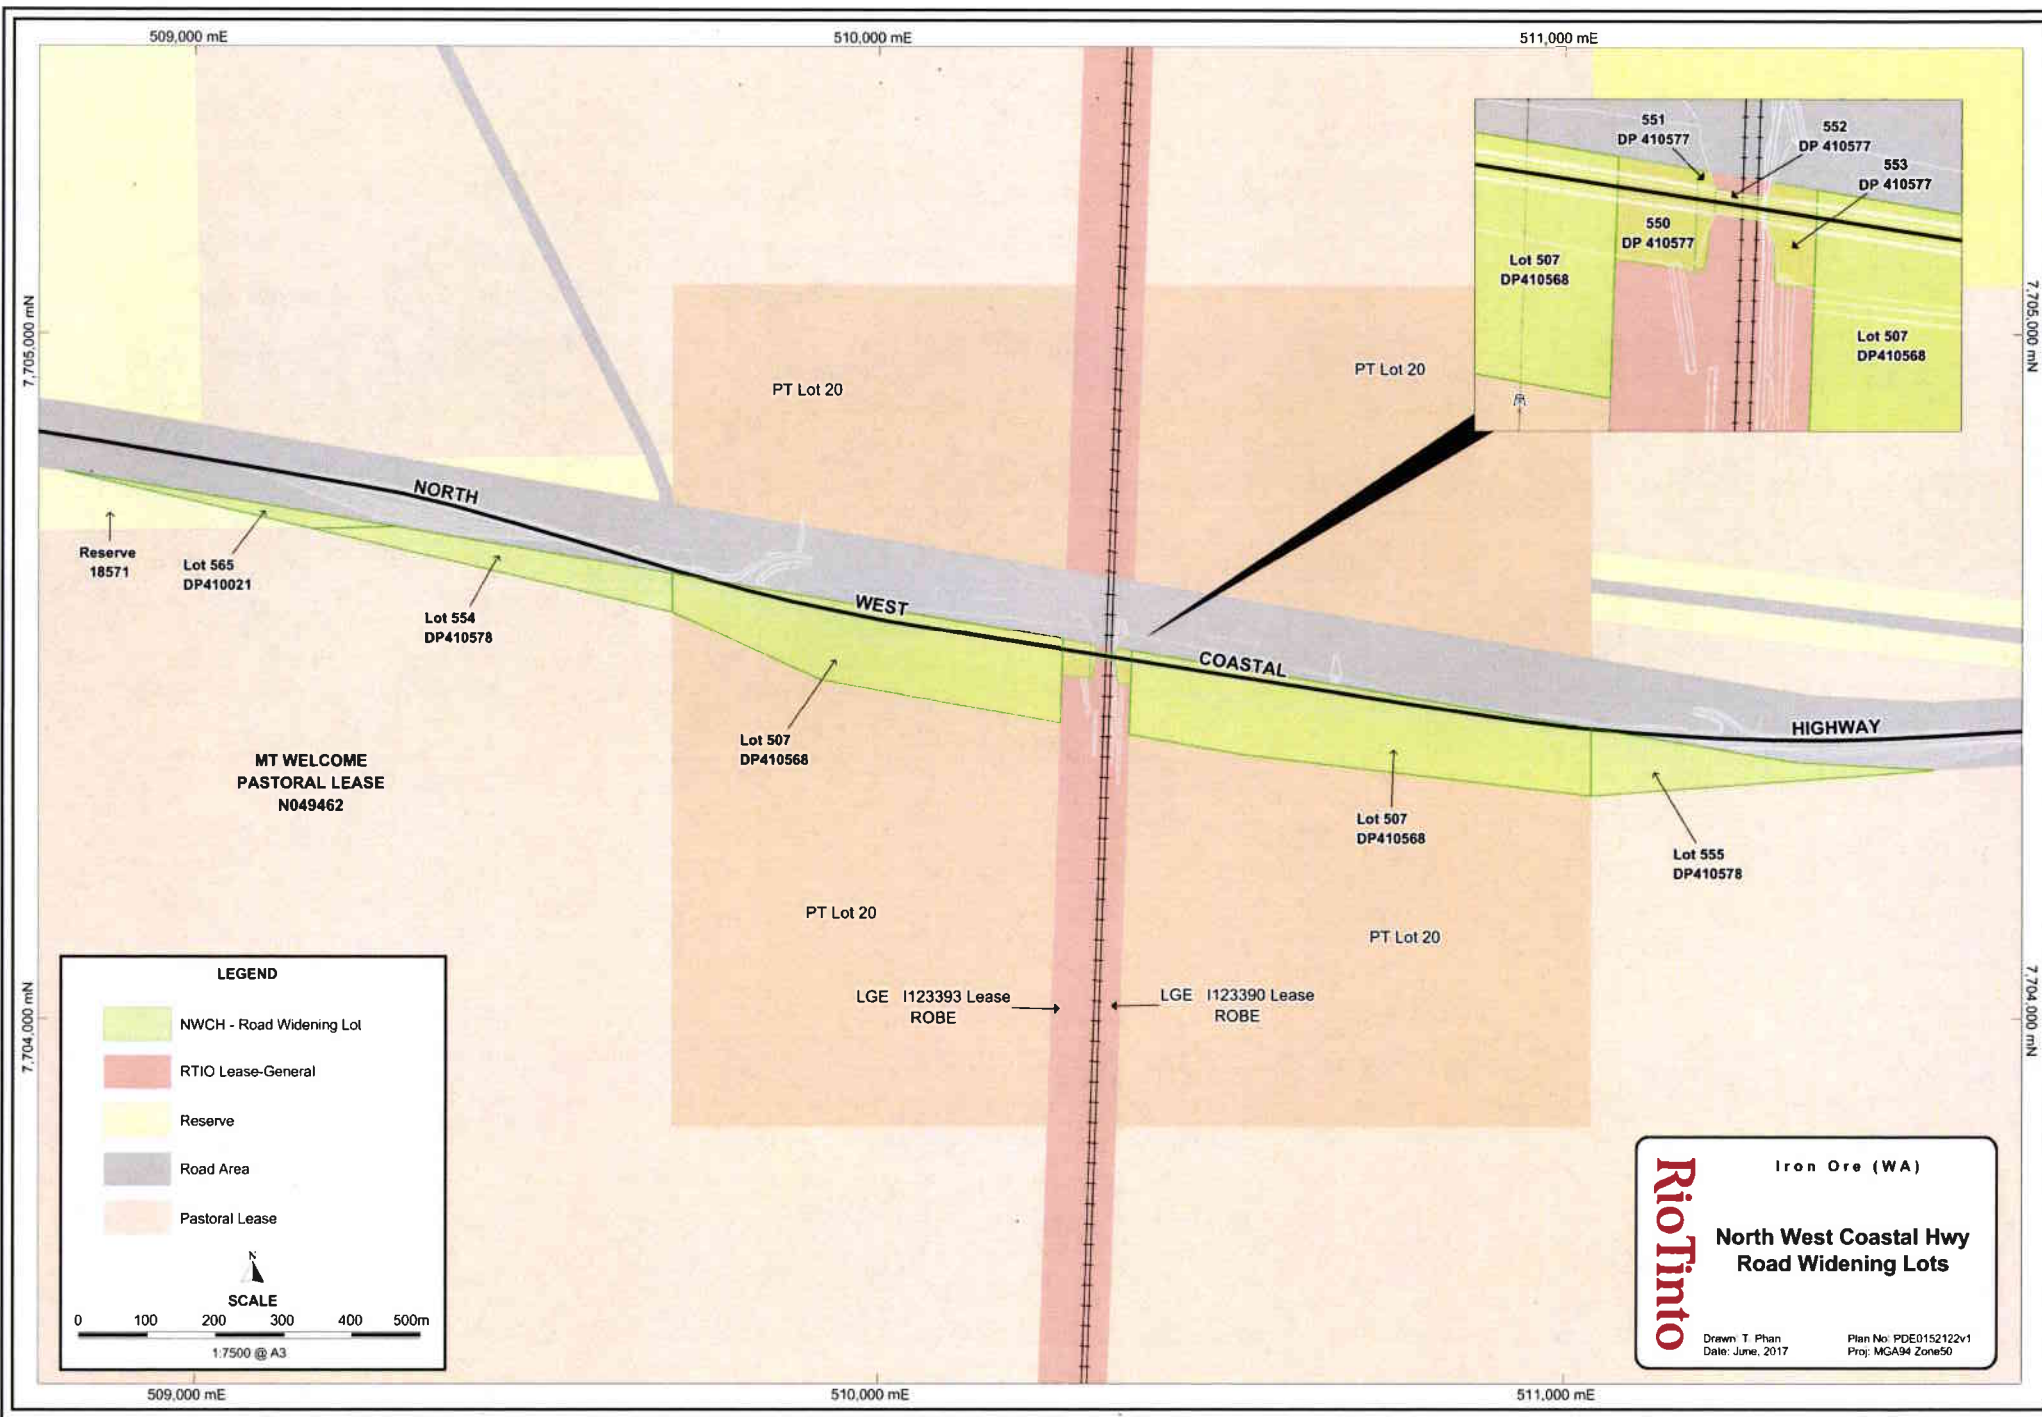 509,000 mE
510,000 mE
511,000 mE
7,705,000 mN
7,705,000 mN
7,704,000 mN
7,704,000 mN
551
DP 410577
552
DP 410577
553
DP 410577
550
DP 410577
Lot 507
DP410568
Lot 507
DP410568
PT Lot 20
PT Lot 20
NORTH
WEST
COASTAL
HIGHWAY
Reserve
18571
Lot 565
DP410021
Lot 554
DP410578
Lot 507
DP410568
Lot 507
DP410568
Lot 555
DP410578
MT WELCOME
PASTORAL LEASE
N049462
PT Lot 20
PT Lot 20
LGE I123393 Lease
ROBE
LGE I123390 Lease
ROBE
LEGEND
NWCH - Road Widening Lot
RTIO Lease-General
Reserve
Road Area
Pastoral Lease
N
SCALE
0 100 200 300 400 500m
1:7500 @ A3
RioTinto
Iron Ore (WA)
North West Coastal Hwy
Road Widening Lots
Drawn: T. Phan
Date: June, 2017
Plan No: PDE0152122v1
Proj: MGA94 Zone50
509,000 mE
510,000 mE
511,000 mE